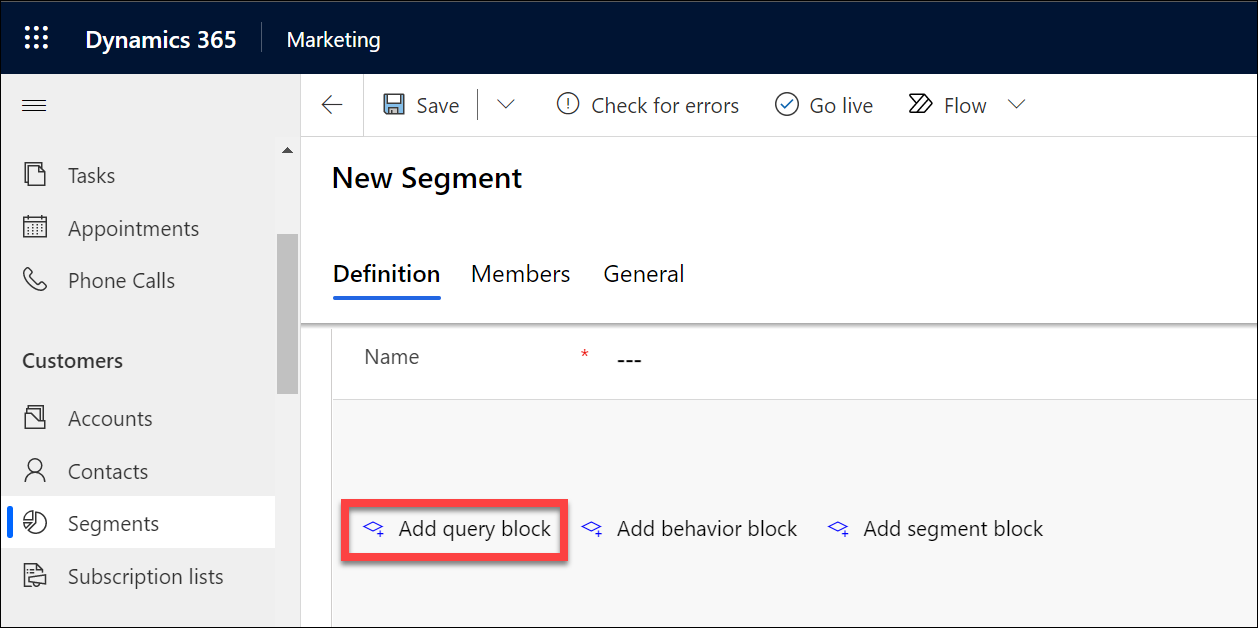 Dynamics 365 Marketing
Save Check for errors Go live Flow
Tasks
Appointments
Phone Calls
Customers
Accounts
Contacts
Segments
Subscription lists
New Segment
Definition Members General
Name * ---
Add query block Add behavior block Add segment block